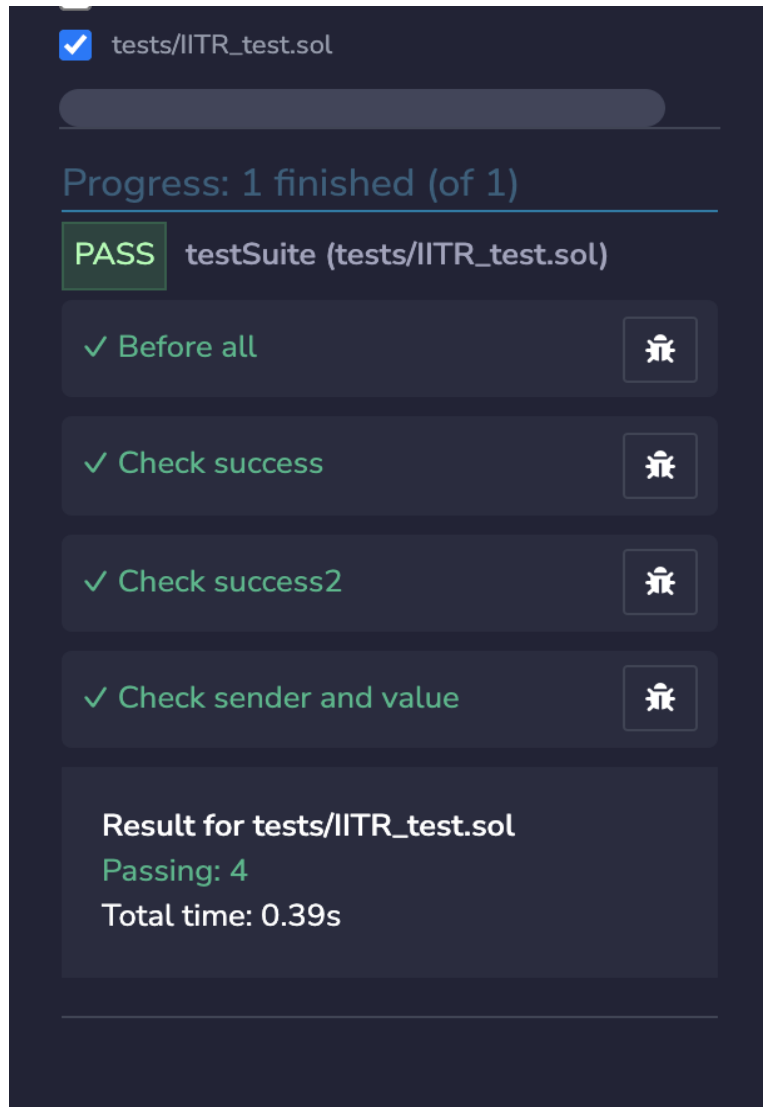 tests/IITR_test.sol
Progress: 1 finished (of 1)
PASS testSuite (tests/IITR_test.sol)
✓ Before all
✓ Check success
✓ Check success2
✓ Check sender and value
Result for tests/IITR_test.sol
Passing: 4
Total time: 0.39s